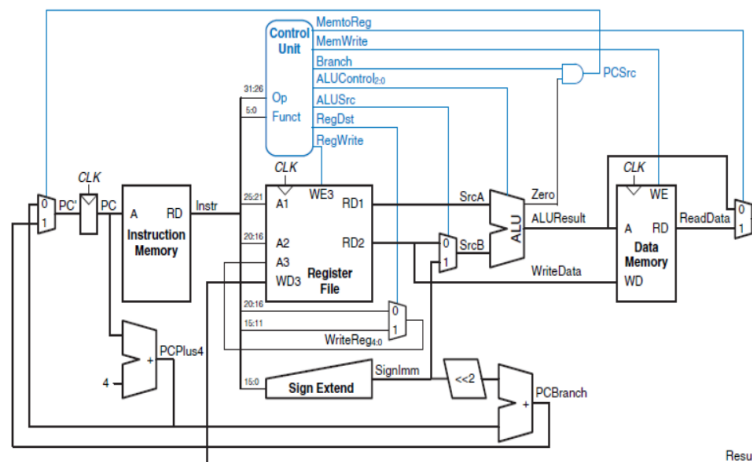 Control
Unit
MemtoReg
MemWrite
Branch
ALUControl2:0
ALUSrc
RegDst
RegWrite
PCSrc
31:26
Op
5:0
Funct
CLK
CLK
CLK
0
1
PC'
PC
A RD
Instruction
Memory
Instr
25:21
A1
WE3
RD1
20:16
A2
RD2
A3
WD3
Register
File
SrcA
0
1
SrcB
ALU
Zero
ALUResult
WriteData
WE
A RD
Data
Memory
WD
ReadData
0
1
20:16
0
15:11
1
WriteReg4:0
PCPlus4
+
4
15:0
Sign Extend
SignImm
<<2
+
PCBranch
Resu